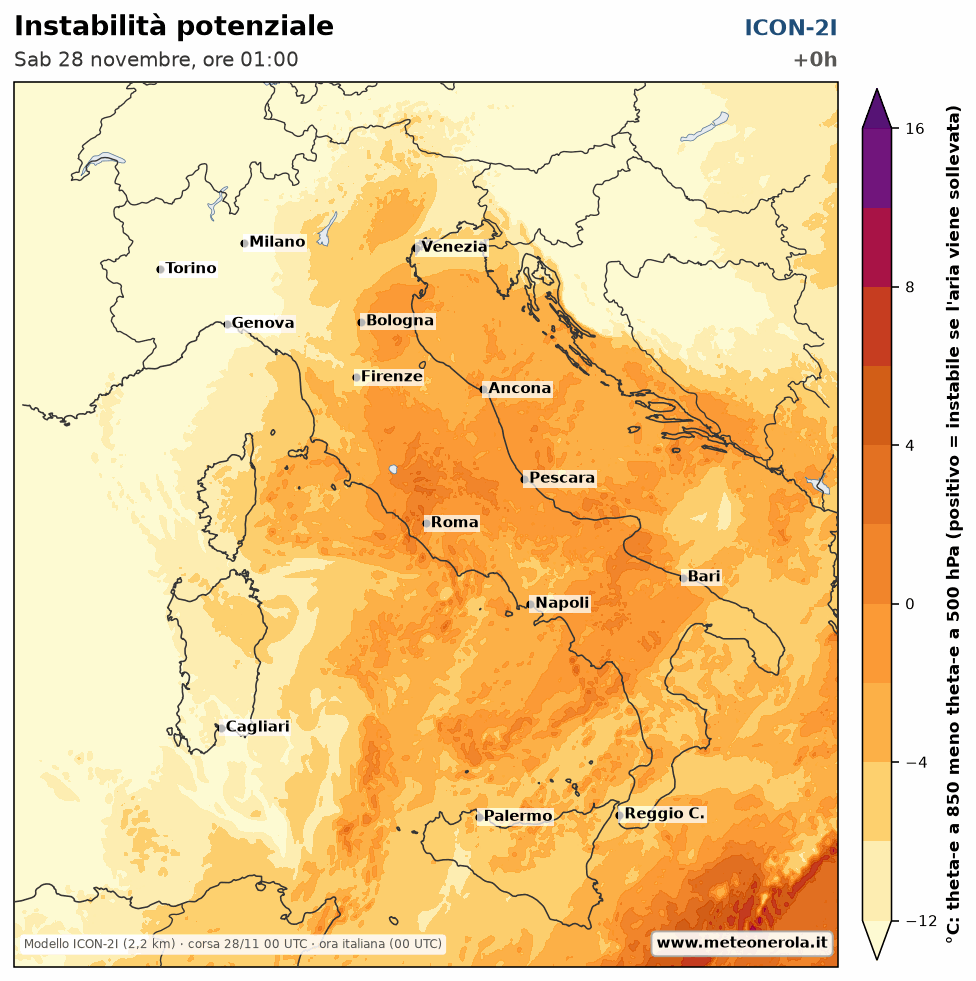 Instabilità potenziale
ICON-2I
Sab 28 novembre, ore 01:00
+0h
Milano
Venezia
Torino
Genova
Bologna
Firenze
Ancona
Pescara
Roma
Bari
Napoli
Cagliari
Palermo
Reggio C.
Modello ICON-2I (2,2 km) · corsa 28/11 00 UTC · ora italiana (00 UTC)
www.meteonerola.it
16
8
4
0
−4
−12
°C: theta-e a 850 meno theta-e a 500 hPa (positivo = instabile se l'aria viene sollevata)